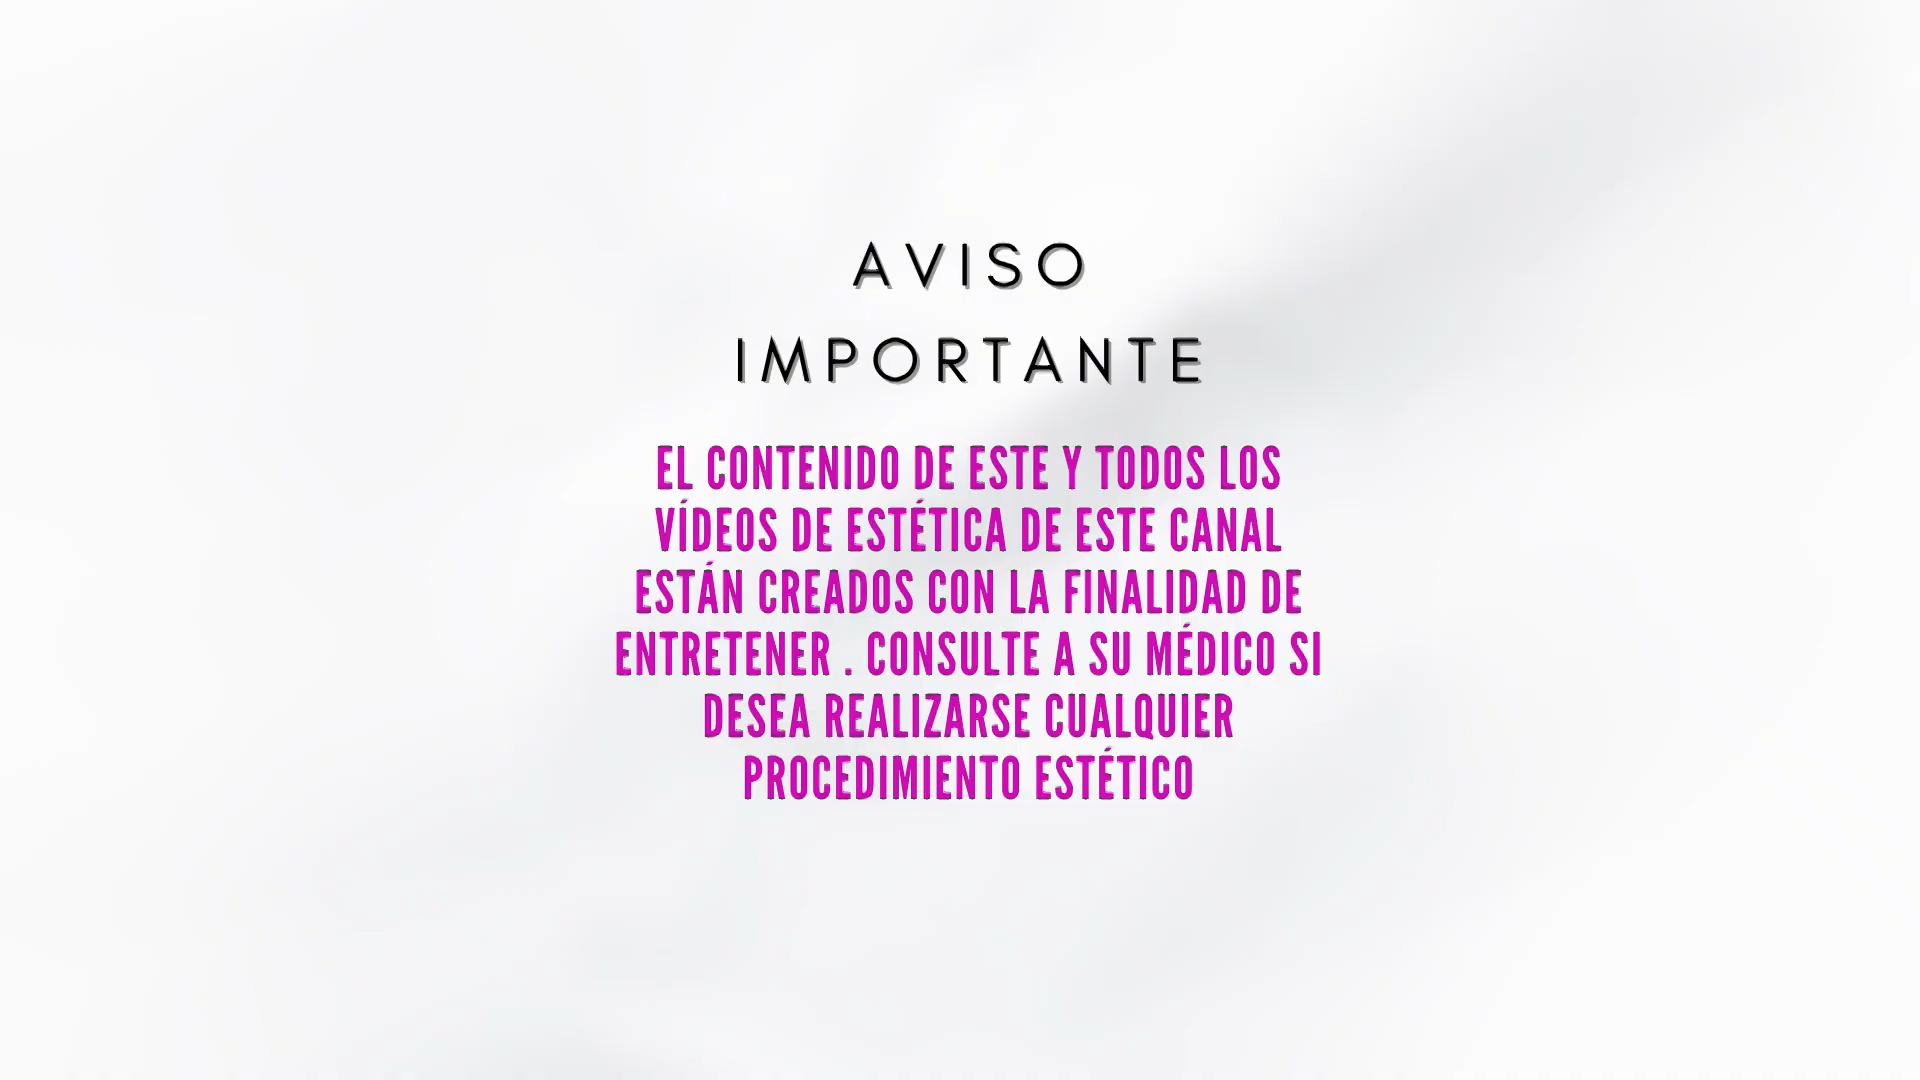 AVISO
IMPORTANTE
EL CONTENIDO DE ESTE Y TODOS LOS
VÍDEOS DE ESTÉTICA DE ESTE CANAL
ESTÁN CREADOS CON LA FINALIDAD DE
ENTRETENER . CONSULTE A SU MÉDICO SI
DESEA REALIZARSE CUALQUIER
PROCEDIMIENTO ESTÉTICO